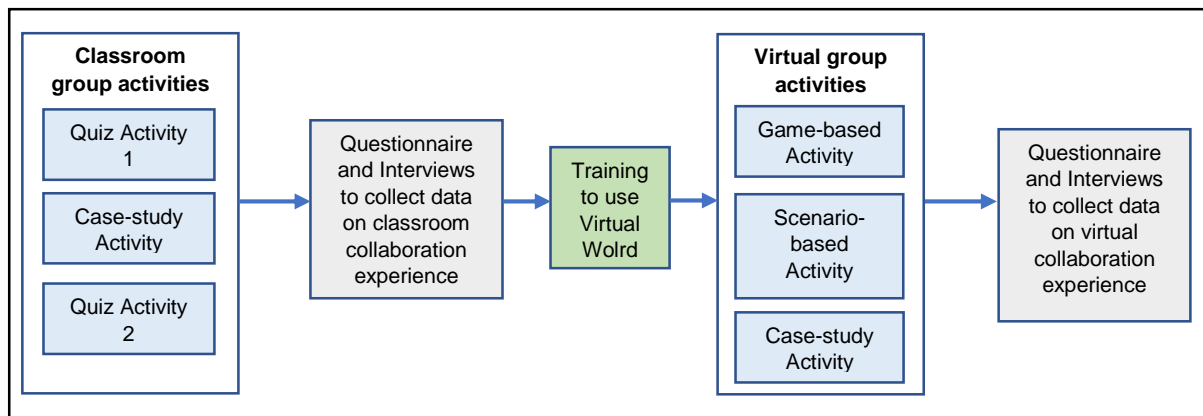 Classroom
group activities
Quiz Activity
1
Case-study
Activity
Quiz Activity
2
Questionnaire
and Interviews
to collect data
on classroom
collaboration
experience
Training
to use
Virtual
Wolrd
Virtual group
activities
Game-based
Activity
Scenario-
based Activity
Case-study
Activity
Questionnaire
and Interviews
to collect data
on virtual
collaboration
experience